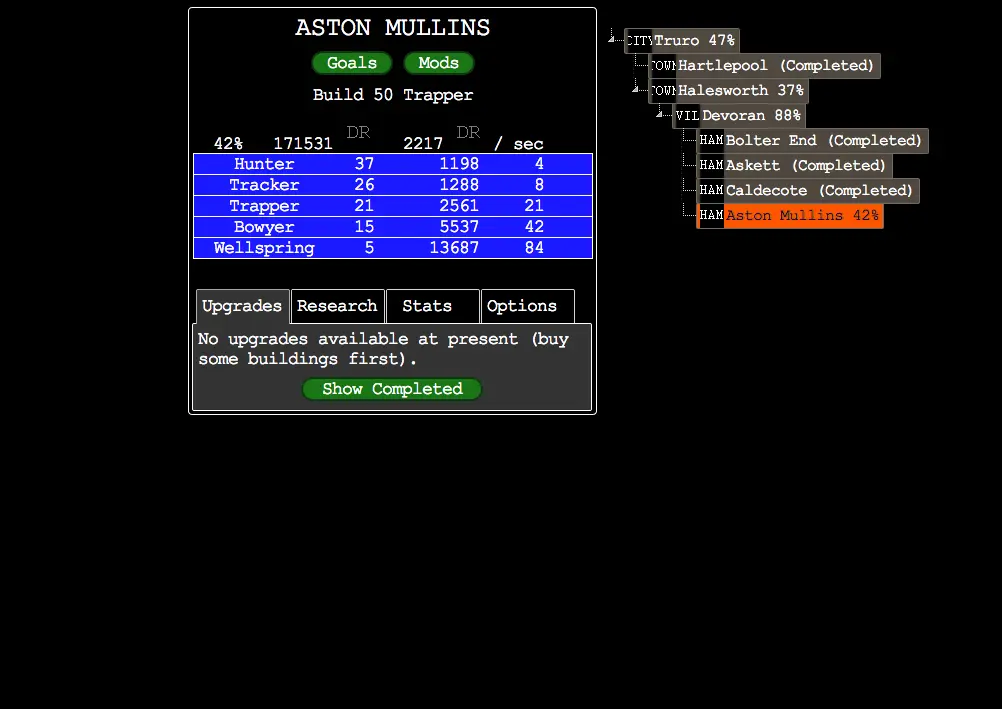 ASTON MULLINS
Goals Mods
Build 50 Trapper
42% 171531 DR 2217 DR / sec
Hunter 37 1198 4
Tracker 26 1288 8
Trapper 21 2561 21
Bowyer 15 5537 42
Wellspring 5 13687 84
Upgrades Research Stats Options
No upgrades available at present (buy
some buildings first).
Show Completed
CITY Truro 47%
TOWN Hartlepool (Completed)
TOWN Halesworth 37%
VIL Devoran 88%
HAM Bolter End (Completed)
HAM Askett (Completed)
HAM Caldecote (Completed)
HAM Aston Mullins 42%